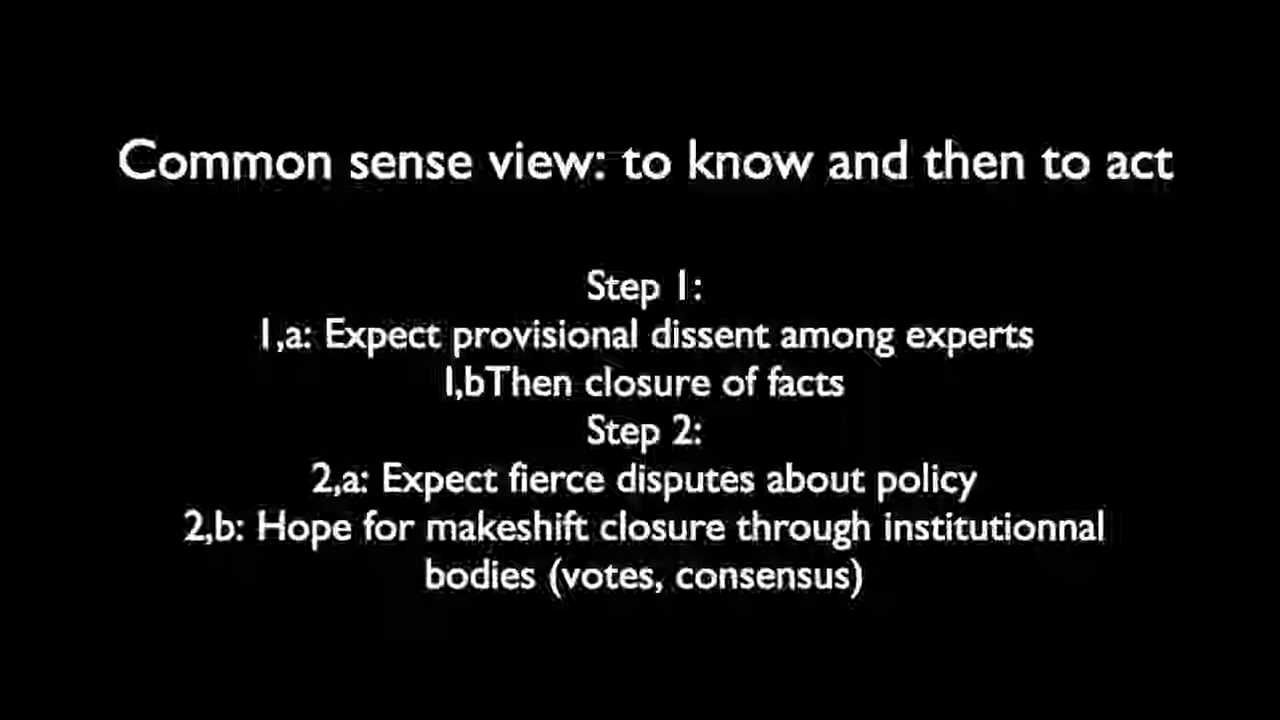 Common sense view: to know and then to act
Step 1:
1,a: Expect provisional dissent among experts
1,bThen closure of facts
Step 2:
2,a: Expect fierce disputes about policy
2,b: Hope for makeshift closure through institutionnal
bodies (votes, consensus)